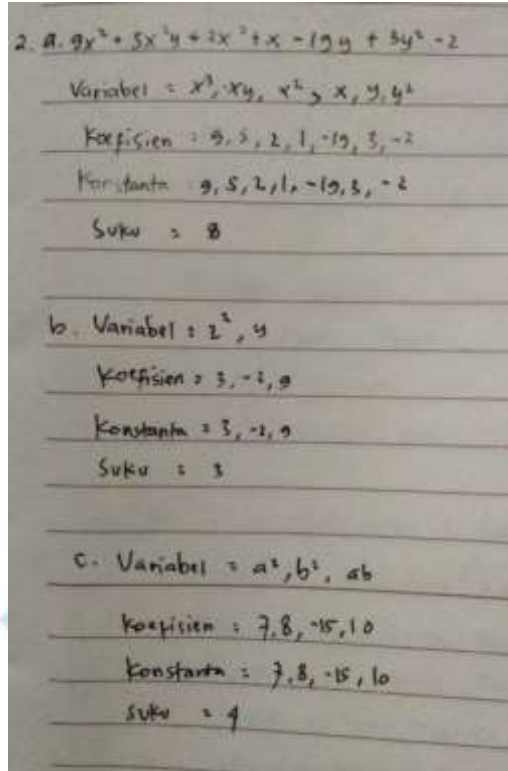 2. a. 9x² + 5x²y + 2x² + x - 19y + 3y² - 2
Variabel = x³, xy, x², x, y, y²
Koefisien : 9, 5, 2, 1, -19, 3, -2
Konstanta 9, 5, 2, 1, -19, 3, -2
Suku = 8
b. Variabel : 2², y
Koefisien = 3, -2, 9
Konstanta = 3, -2, 9
Suku : 3
c. Variabel = a², b², ab
Koefisien : 7, 8, -15, 10
Konstanta : 7, 8, -15, 10
Suku = 4